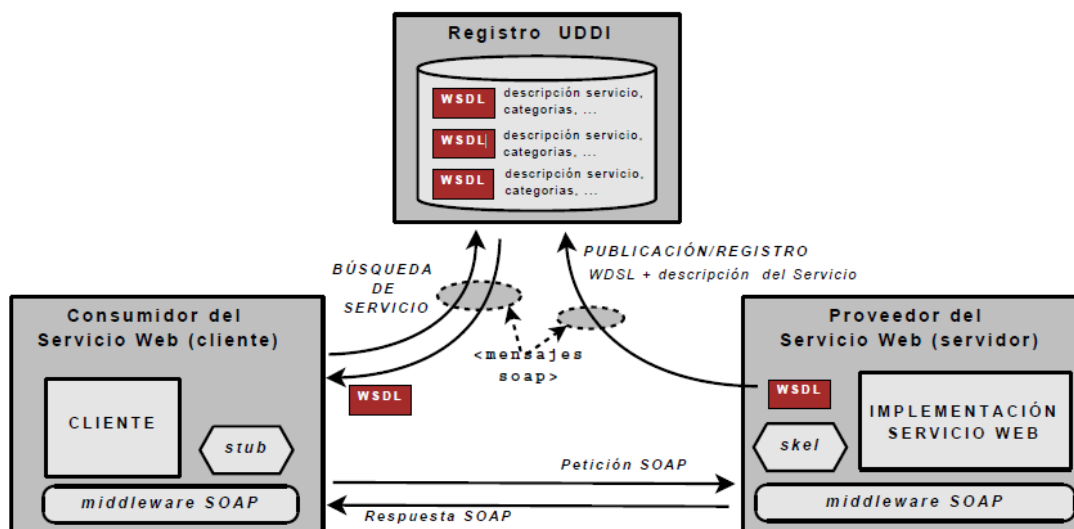 Registro UDDI
WSDL
descripción servicio,
categorias, ...
WSDL
descripción servicio,
categorias, ...
WSDL
descripción servicio,
categorias, ...
BÚSQUEDA
DE
SERVICIO
PUBLICACIÓN/REGISTRO
WDSL + descripción del Servicio
<mensajes
soap>
Consumidor del
Servicio Web (cliente)
CLIENTE
stub
middleware SOAP
WSDL
Petición SOAP
Respuesta SOAP
Proveedor del
Servicio Web (servidor)
WSDL
skel
IMPLEMENTACIÓN
SERVICIO WEB
middleware SOAP